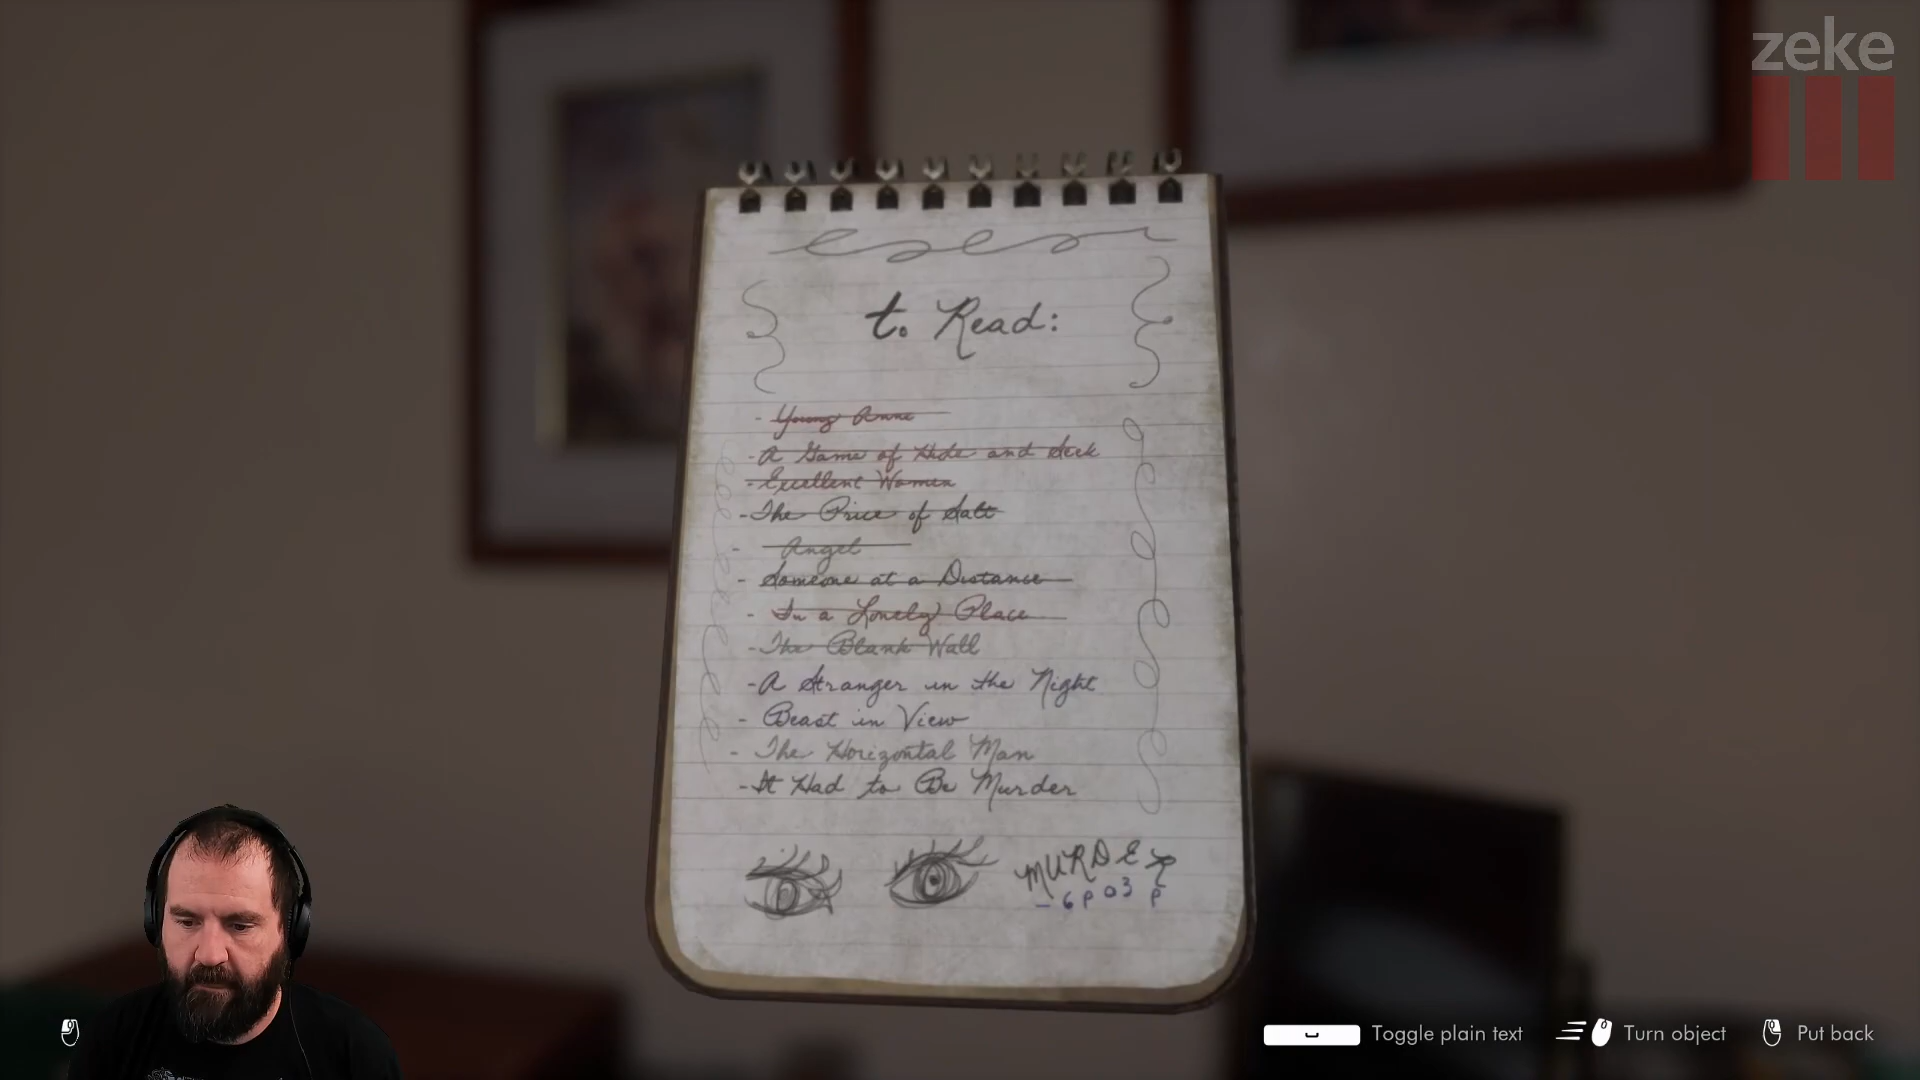 zeke
to Read:
- Young Anne
- A Game of Hide and Seek
- Excellent Women
- The Price of Salt
- Angel
- Someone at a Distance
- In a Lonely Place
- The Blank Wall
- A Stranger in the Night
- Beast in View
- The Horizontal Man
- It Had to Be Murder
MURDER
- 6 P 03 P
Toggle plain text
Turn object
Put back